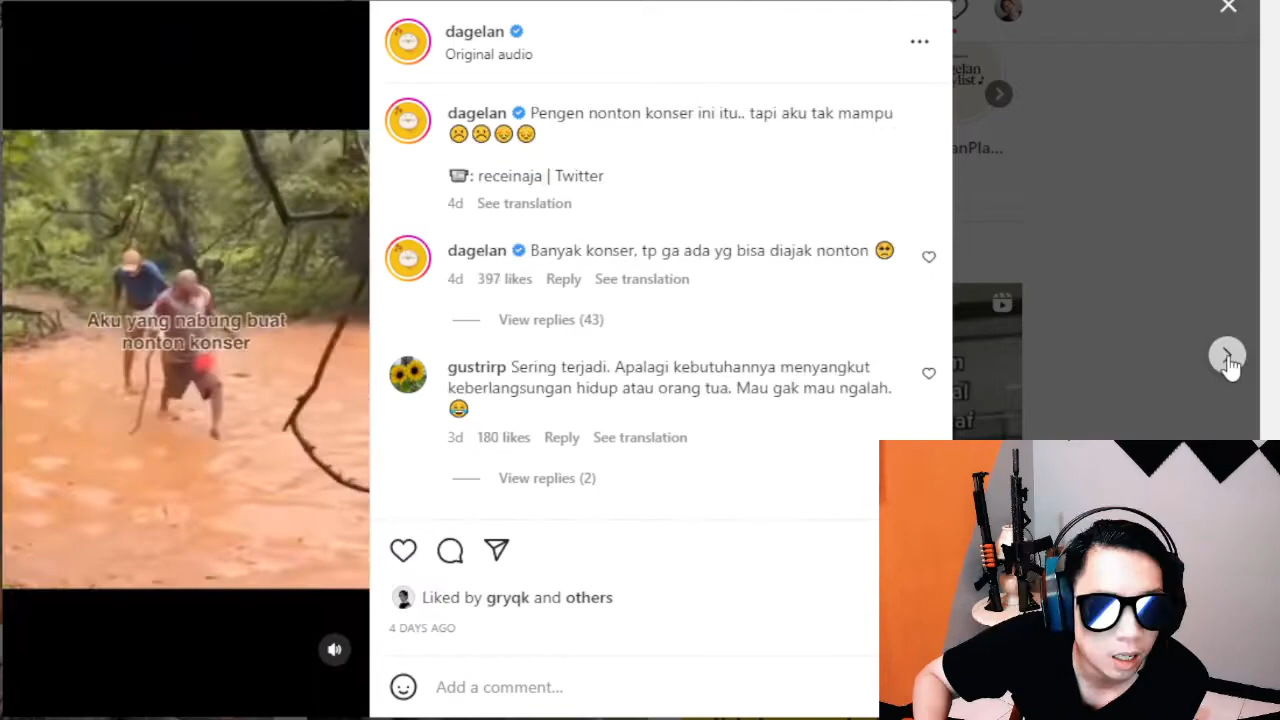 dagelan
Original audio
dagelan Pengen nonton konser ini itu.. tapi aku tak mampu
☹️☹️😞😞
📽: receinaja | Twitter
4d See translation
dagelan Banyak konser, tp ga ada yg bisa diajak nonton 🥺
4d 397 likes Reply See translation
View replies (43)
gustrirp Sering terjadi. Apalagi kebutuhannya menyangkut
keberlangsungan hidup atau orang tua. Mau gak mau ngalah.
😂
3d 180 likes Reply See translation
View replies (2)
Liked by gryqk and others
4 DAYS AGO
Add a comment...
Aku yang nabung buat
nonton konser
anPla...